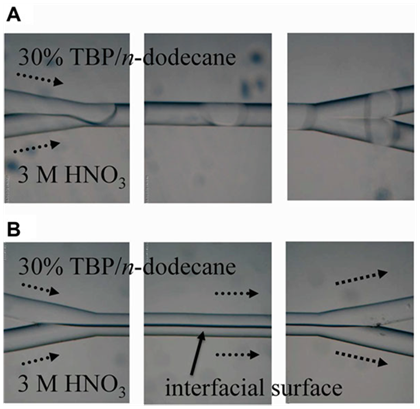 A
30% TBP/n-dodecane
3 M HNO3
B
30% TBP/n-dodecane
3 M HNO3
interfacial surface